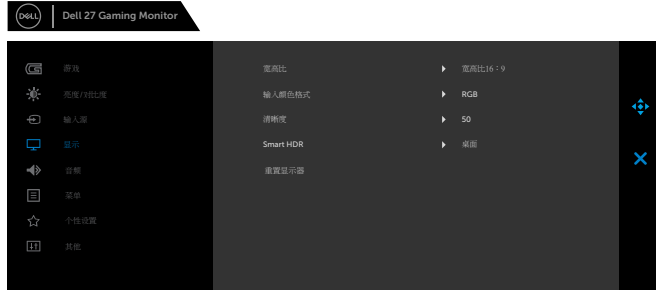 DELL
Dell 27 Gaming Monitor
游戏
宽高比
宽高比16：9
亮度/对比度
输入颜色格式
RGB
输入源
清晰度
50
显示
Smart HDR
桌面
音频
重置显示器
菜单
个性设置
其他